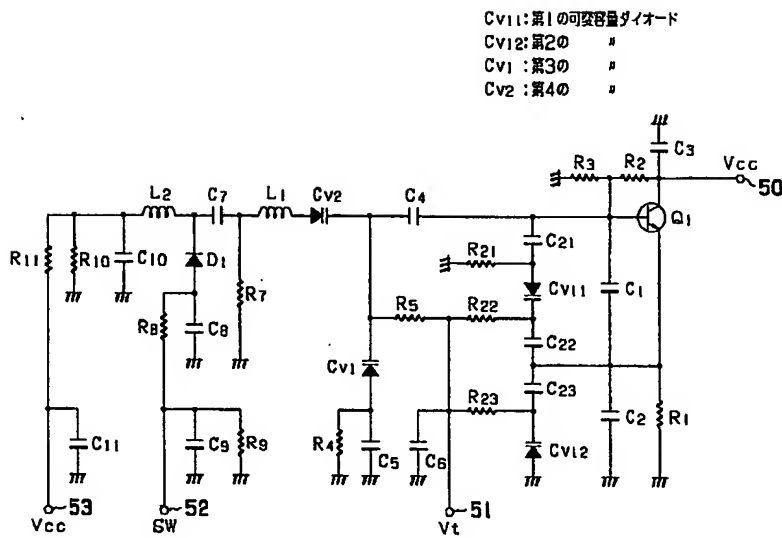 Cv11:第1の可変容量ダイオード
Cv12:第2の 〃
Cv1:第3の 〃
Cv2:第4の 〃
C3
R3 R2 Vcc
50
L2 C7 L1 Cv2 C4
Q1
R11 R10 C10 D1 R7 C21
R21
Cv11 C1
R8 C8 R5 R22
Cv1 C22
C23
R23 C2 R1
C11 C9 R9 R4 C5 C6 Cv12
53 52 51
Vcc SW Vt